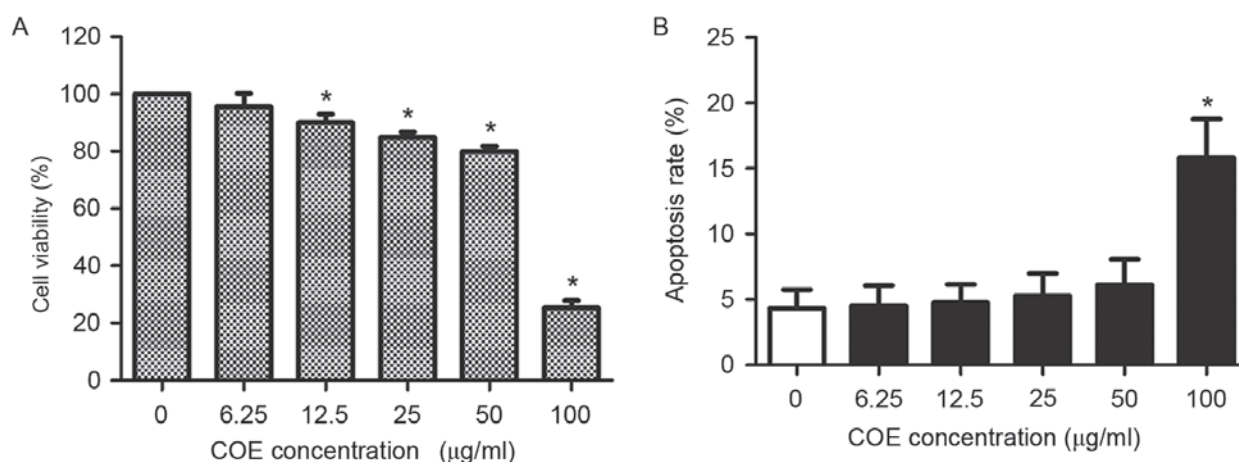 A
Cell viability (%)
120
100
80
60
40
20
0
* * * *
0 6.25 12.5 25 50 100
COE concentration (μg/ml)
B
Apoptosis rate (%)
25
20
15
10
5
0
*
0 6.25 12.5 25 50 100
COE concentration (μg/ml)